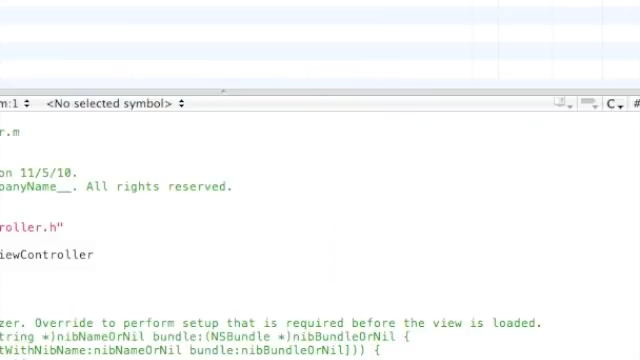 m:1 <No selected symbol> C #
r.m
on 11/5/10.
panyName__. All rights reserved.
roller.h"
iewController
zer. Override to perform setup that is required before the view is loaded.
tring *)nibNameOrNil bundle:(NSBundle *)nibBundleOrNil {
tWithNibName:nibNameOrNil bundle:nibBundleOrNil])) {